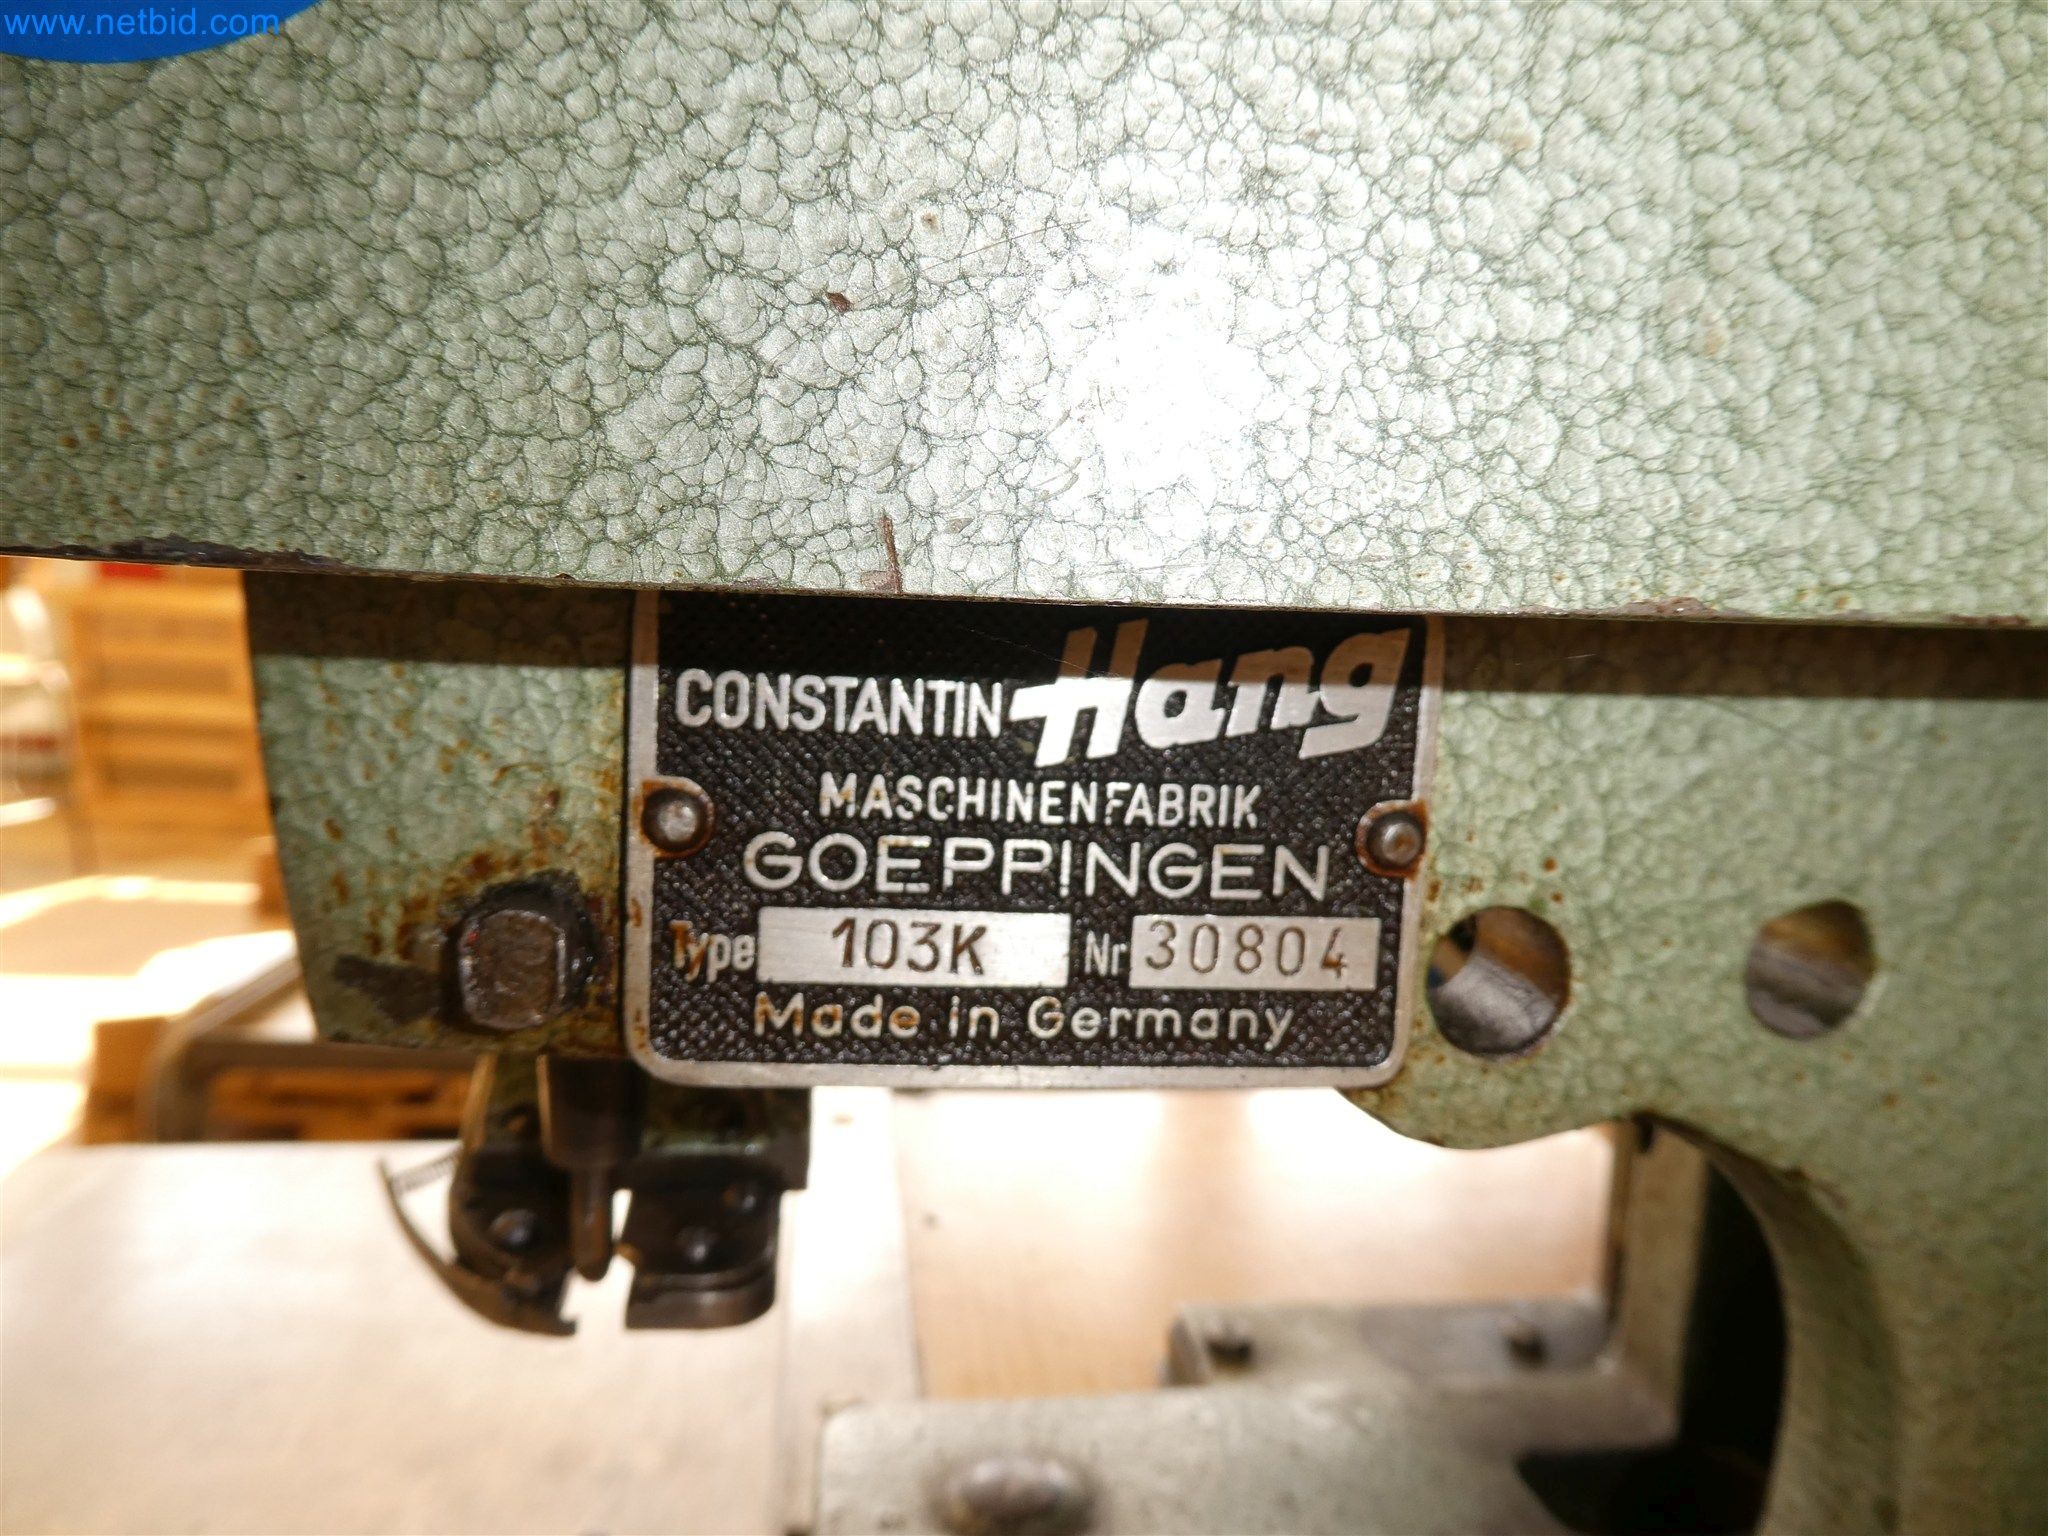 www.netbid.com
CONSTANTIN Hang
MASCHINENFABRIK
GOEPPINGEN
Type 103K Nr 30804
Made in Germany